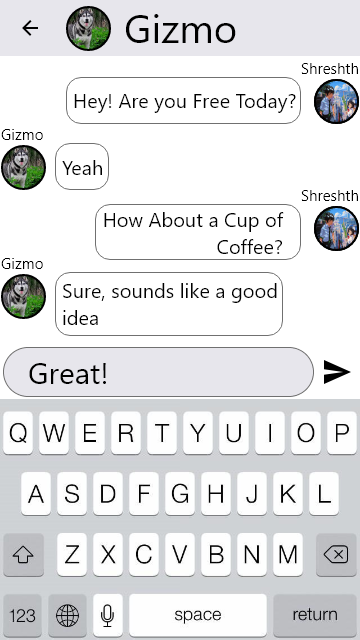 Gizmo
Shreshth
Hey! Are you Free Today?
Gizmo
Yeah
Shreshth
How About a Cup of
Coffee?
Gizmo
Sure, sounds like a good
idea
Great!
Q W E R T Y U I O P
A S D F G H J K L
Z X C V B N M
123 space return